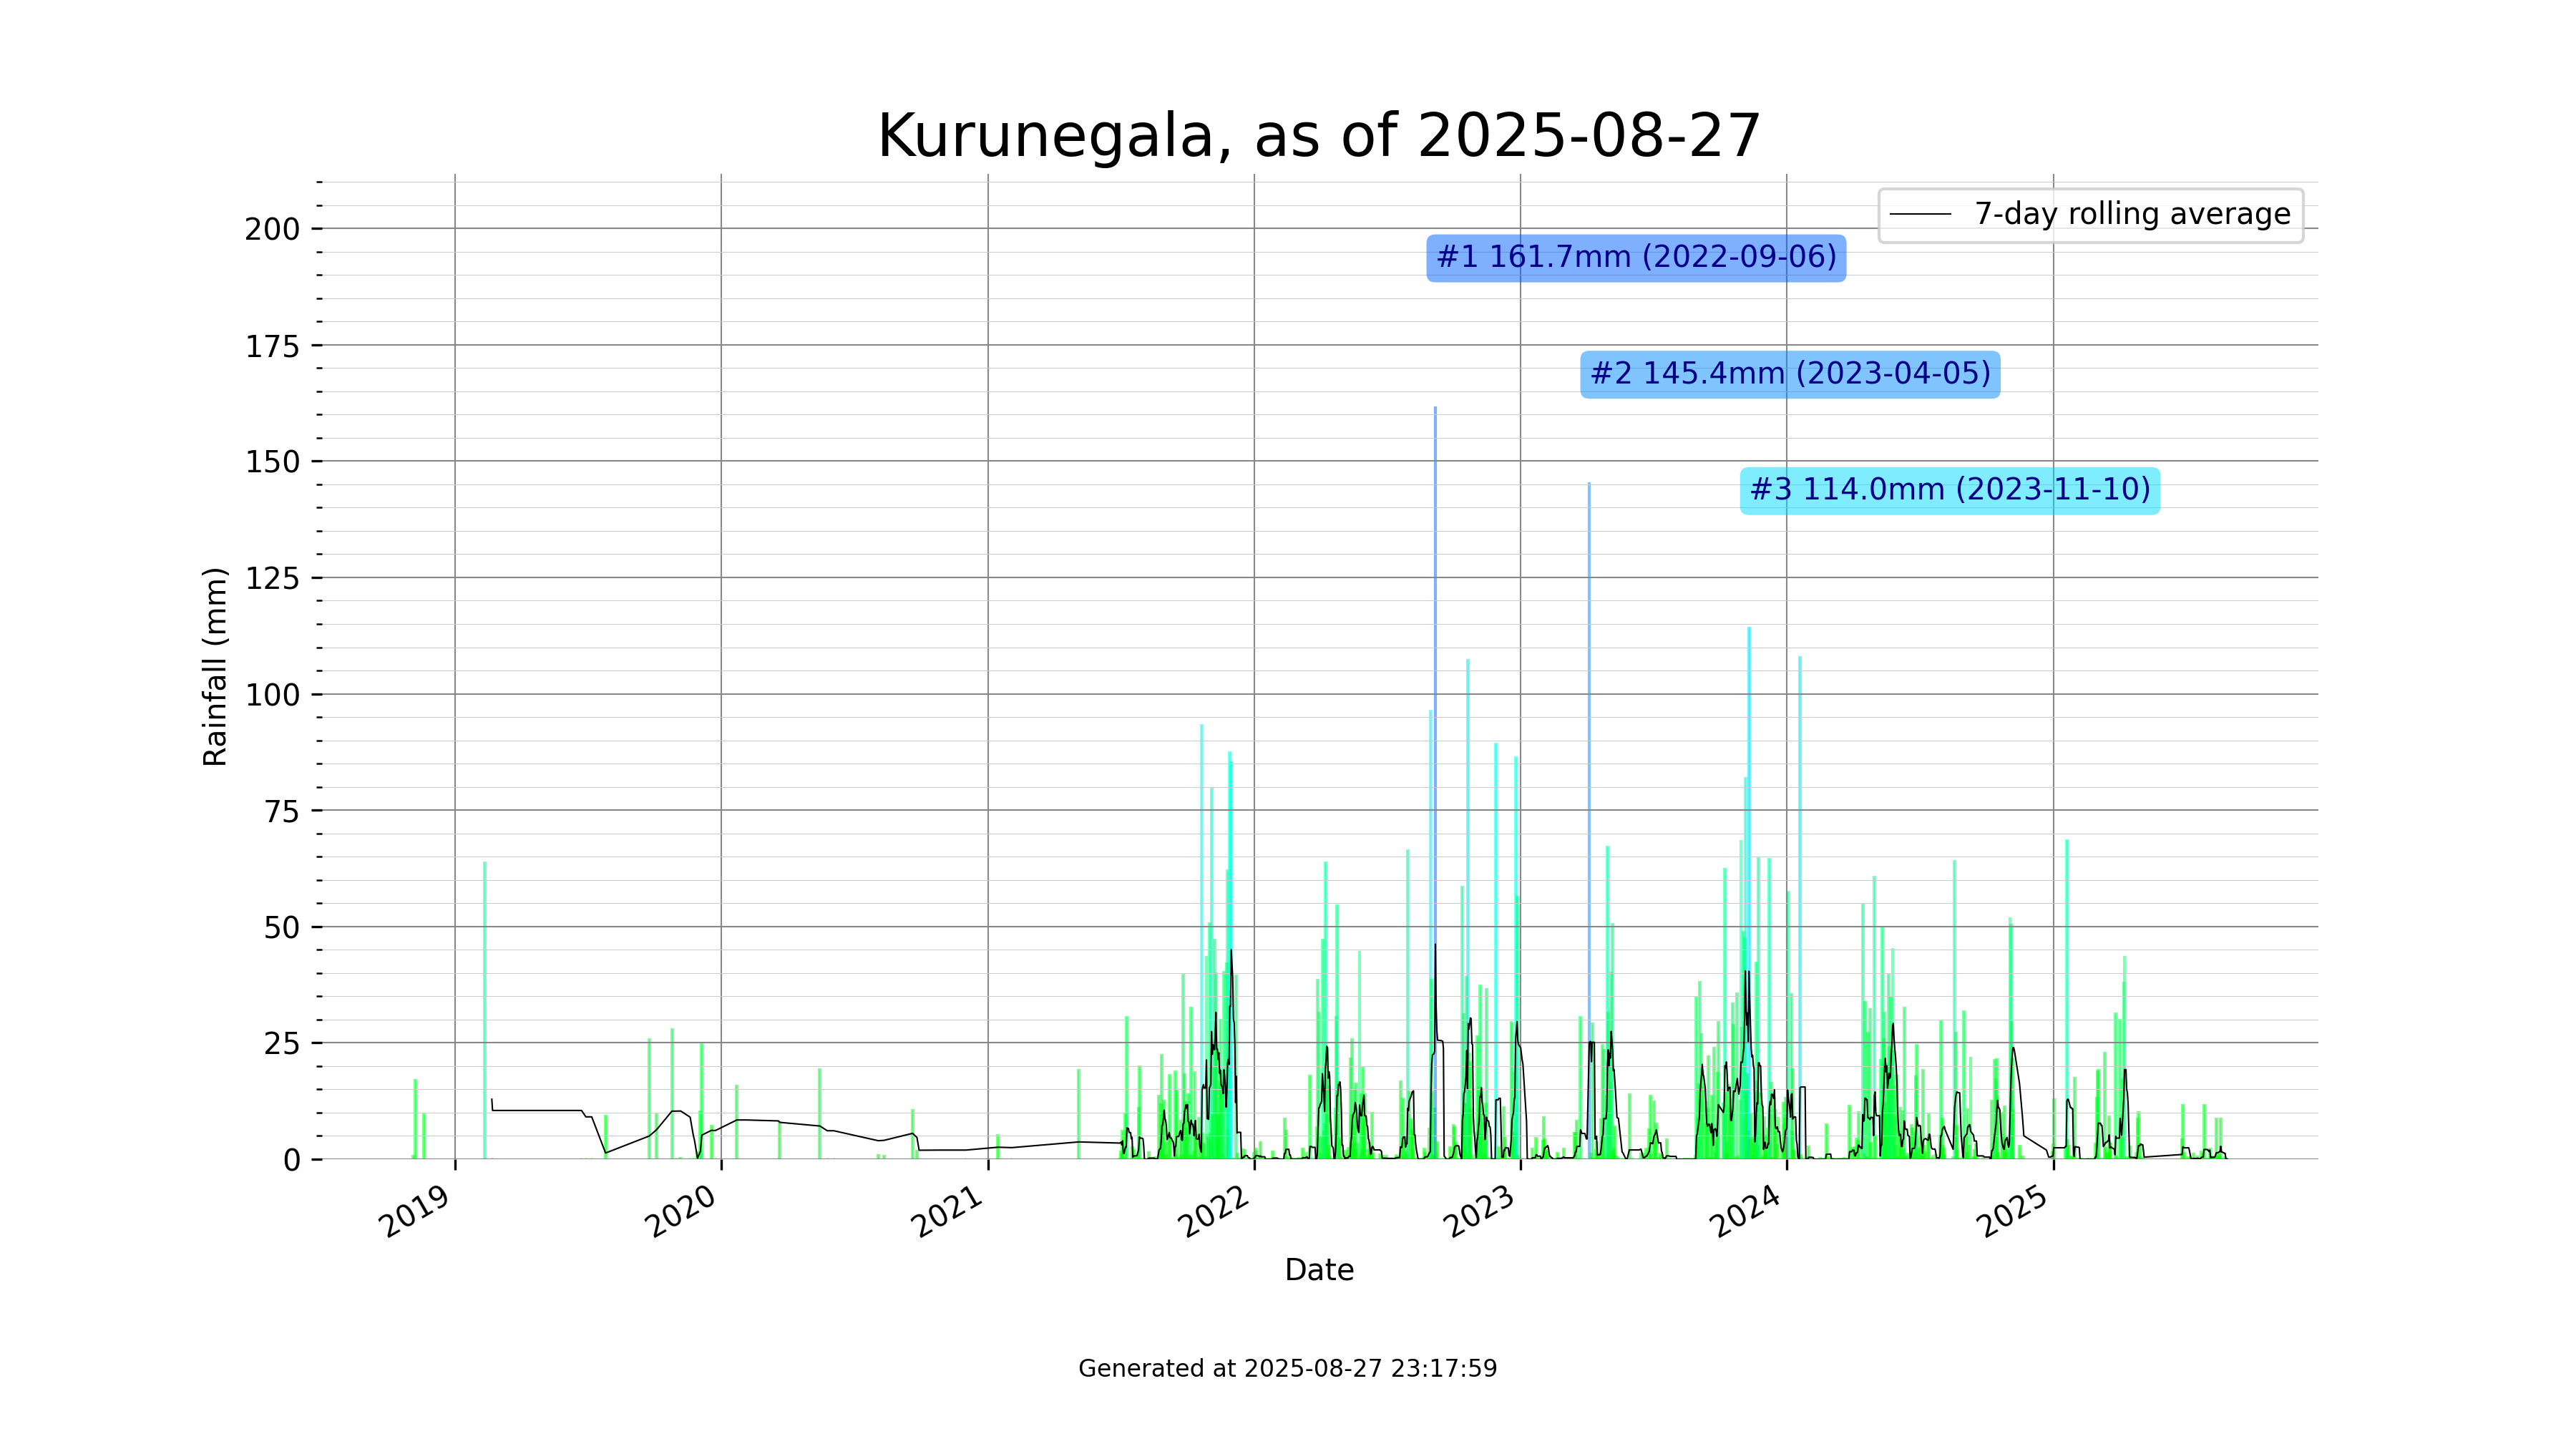 Kurunegala, as of 2025-08-27
7-day rolling average
#1 161.7mm (2022-09-06)
#2 145.4mm (2023-04-05)
#3 114.0mm (2023-11-10)
Rainfall (mm)
200
175
150
125
100
75
50
25
0
2019 2020 2021 2022 2023 2024 2025
Date
Generated at 2025-08-27 23:17:59